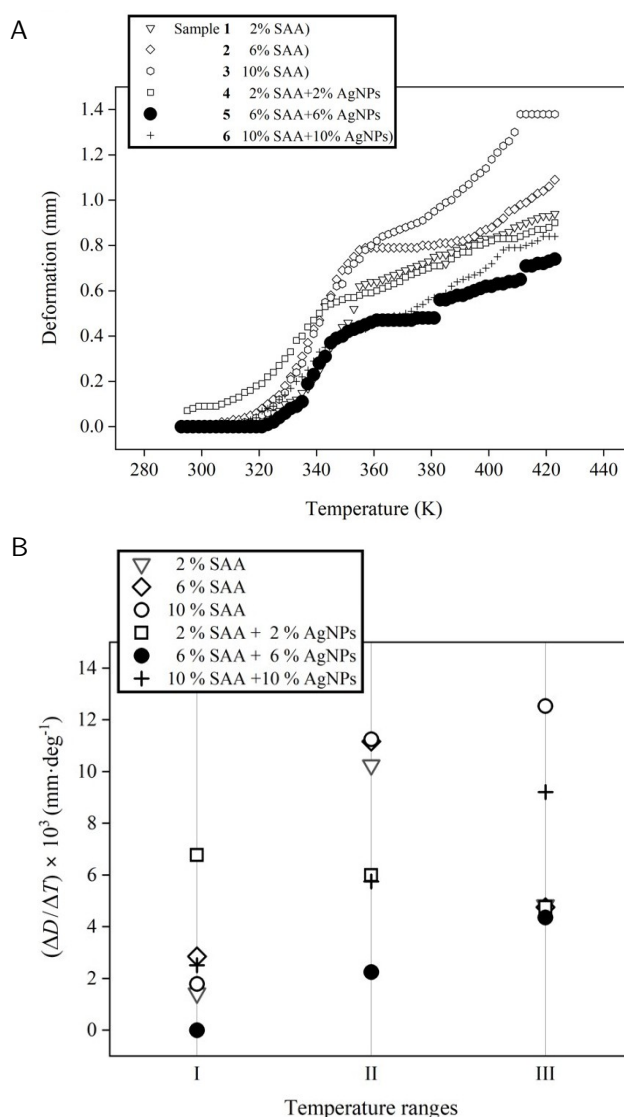 A
Sample 1 2% SAA)
2 6% SAA)
3 10% SAA)
4 2% SAA+2% AgNPs
5 6% SAA+6% AgNPs
6 10% SAA+10% AgNPs)
1.4
1.2
1.0
0.8
0.6
0.4
0.2
0.0
Deformation (mm)
280 300 320 340 360 380 400 420 440
Temperature (K)
B
2 % SAA
6 % SAA
10 % SAA
2 % SAA + 2 % AgNPs
6 % SAA + 6 % AgNPs
10 % SAA +10 % AgNPs
14
12
10
8
6
4
2
0
(ΔD/ΔT) × 10³ (mm·deg⁻¹)
I II III
Temperature ranges